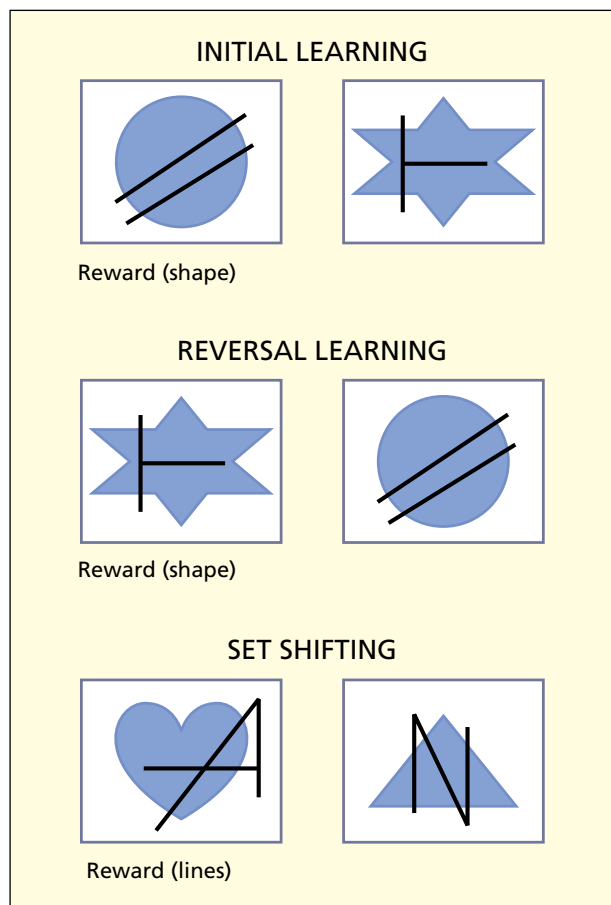 INITIAL LEARNING
Reward (shape)
REVERSAL LEARNING
Reward (shape)
SET SHIFTING
Reward (lines)